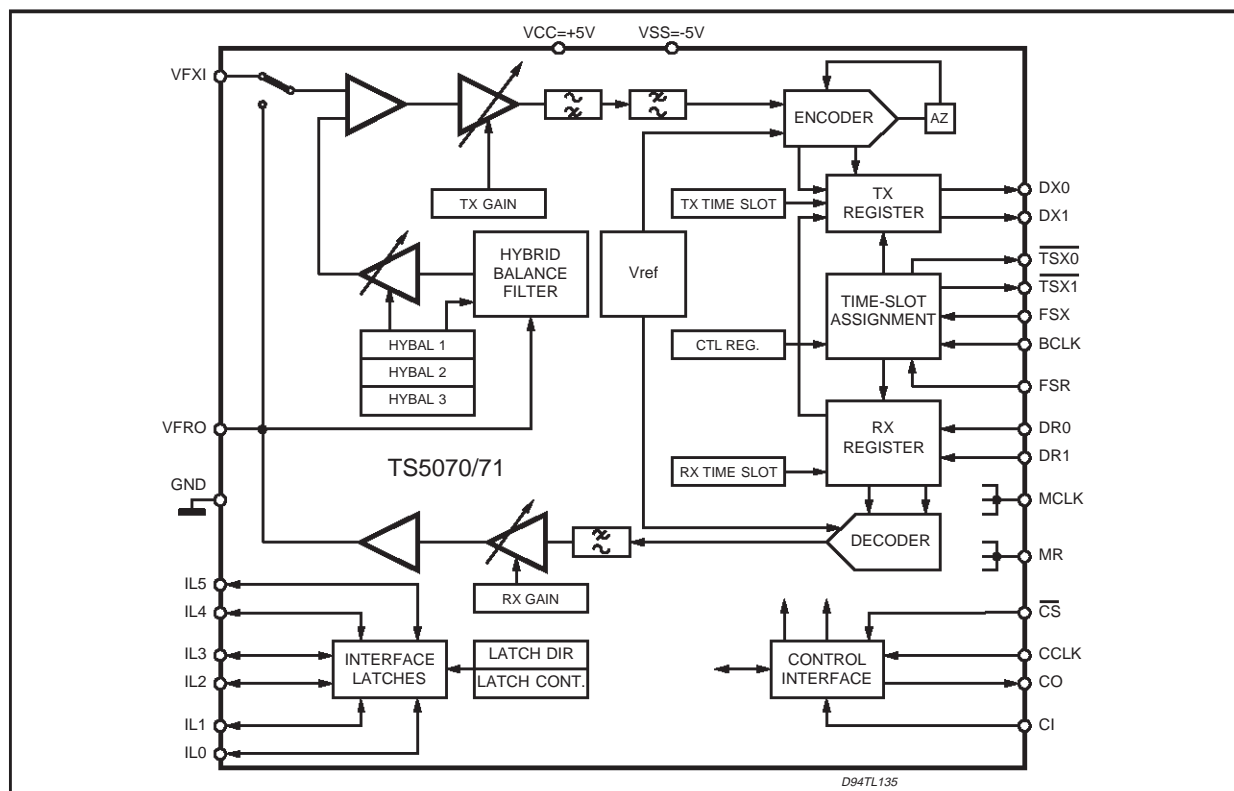 VCC=+5V
VSS=-5V
VFXI
ENCODER
AZ
TX GAIN
TX TIME SLOT
TX
REGISTER
DX0
DX1
HYBRID
BALANCE
FILTER
Vref
TSX0
TSX1
TIME-SLOT
ASSIGNMENT
FSX
BCLK
HYBAL 1
HYBAL 2
HYBAL 3
CTL REG.
FSR
VFRO
RX
REGISTER
DR0
DR1
TS5070/71
RX TIME SLOT
GND
MCLK
DECODER
MR
IL5
IL4
IL3
IL2
IL1
IL0
RX GAIN
INTERFACE
LATCHES
LATCH DIR
LATCH CONT.
CONTROL
INTERFACE
CS
CCLK
CO
CI
D94TL135